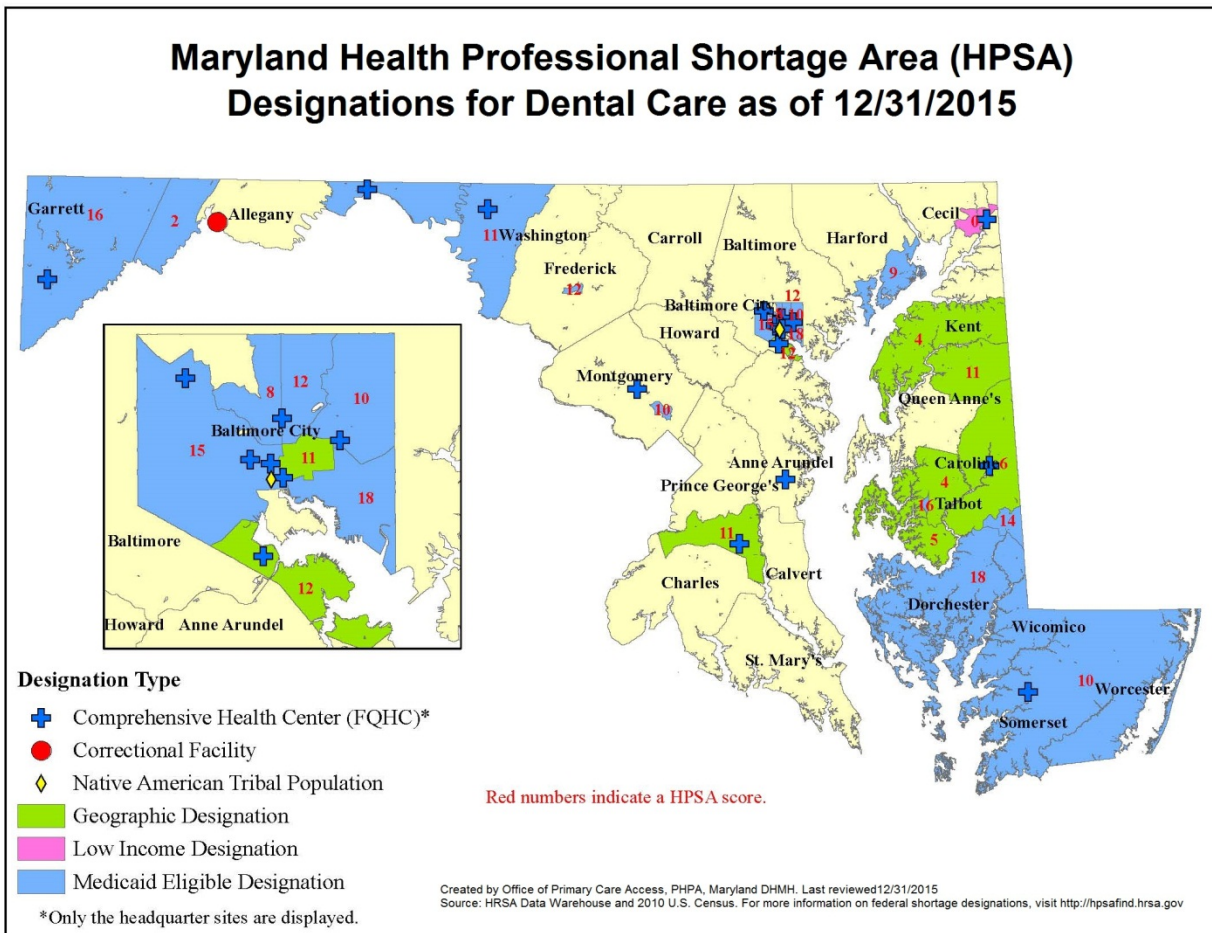 Maryland Health Professional Shortage Area (HPSA)
Designations for Dental Care as of 12/31/2015
Garrett
16
2
Allegany
11
Washington
Frederick
12
Carroll
Baltimore
Harford
Cecil
0
9
12
Baltimore City
10
18
12
Howard
Montgomery
10
Kent
4
11
Queen Anne's
Caroline
6
4
Talbot
16
5
14
Anne Arundel
Prince George's
11
Charles
Calvert
St. Mary's
18
Dorchester
Wicomico
10
Worcester
Somerset
8
12
10
Baltimore City
15
11
18
Baltimore
12
Howard
Anne Arundel
Designation Type
Comprehensive Health Center (FQHC)*
Correctional Facility
Native American Tribal Population
Geographic Designation
Low Income Designation
Medicaid Eligible Designation
*Only the headquarter sites are displayed.
Red numbers indicate a HPSA score.
Created by Office of Primary Care Access, PHPA, Maryland DHMH. Last reviewed12/31/2015
Source: HRSA Data Warehouse and 2010 U.S. Census. For more information on federal shortage designations, visit http://hpsafind.hrsa.gov